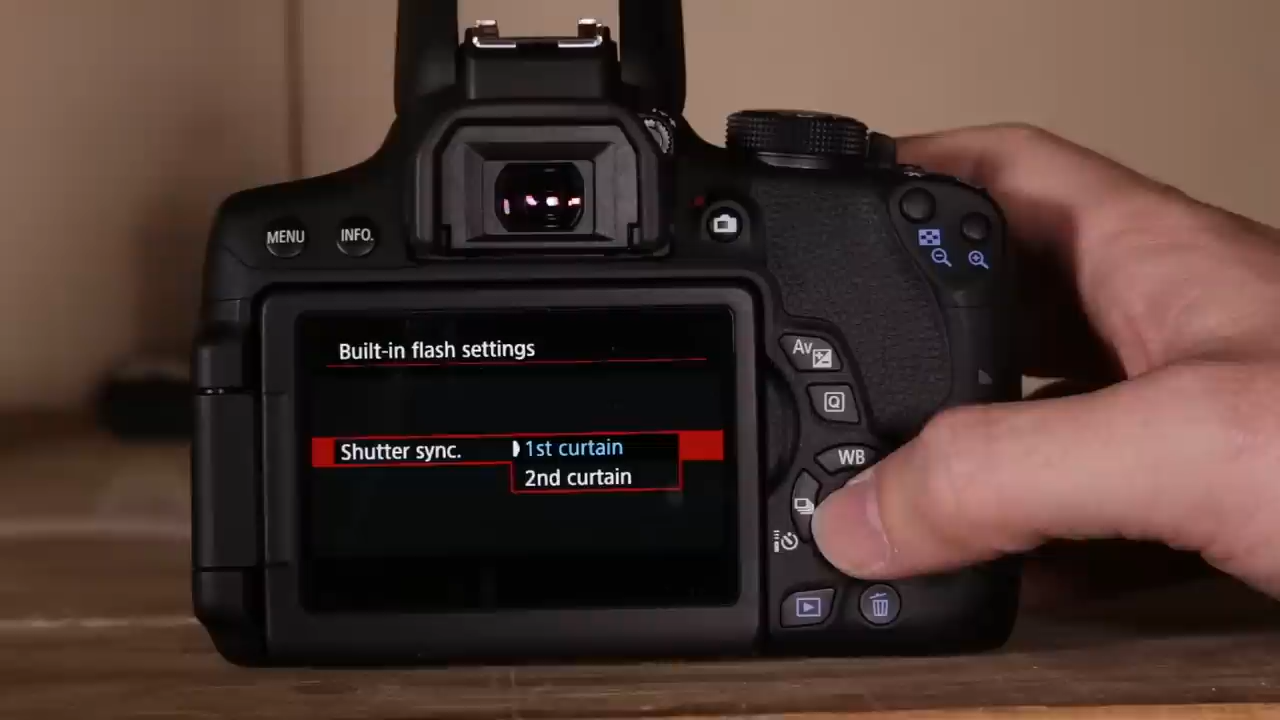 MENU
INFO.
Built-in flash settings
Shutter sync.
1st curtain
2nd curtain
Av
Q
WB